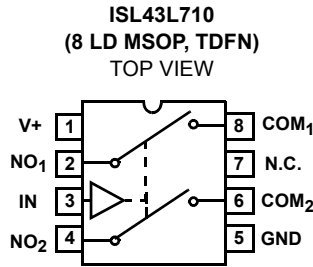 ISL43L710
(8 LD MSOP, TDFN)
TOP VIEW
V+ 1 8 COM1
NO1 2 7 N.C.
IN 3 6 COM2
NO2 4 5 GND